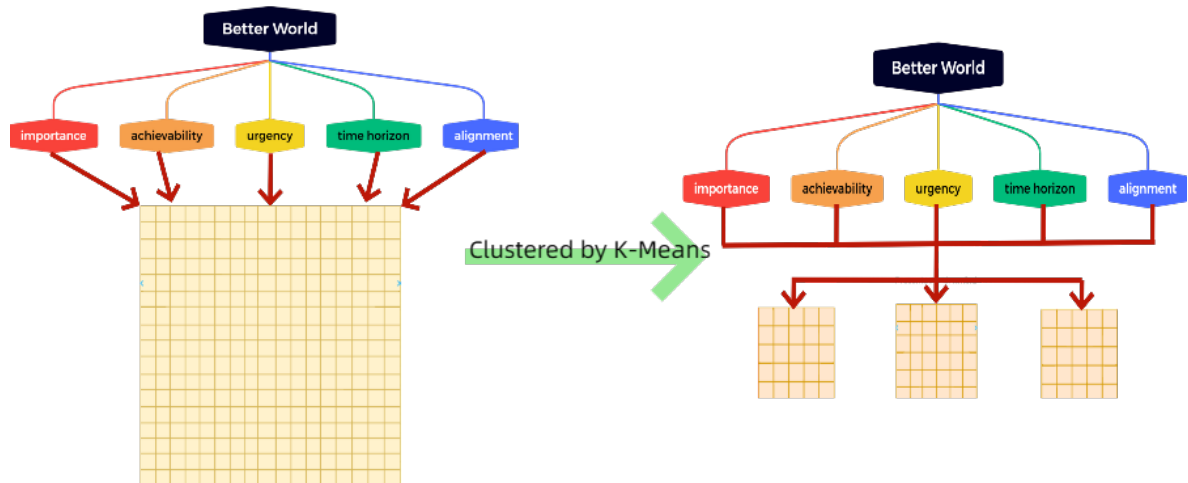 Better World
importance
achievability
urgency
time horizon
alignment
Clustered by K-Means
Better World
importance
achievability
urgency
time horizon
alignment